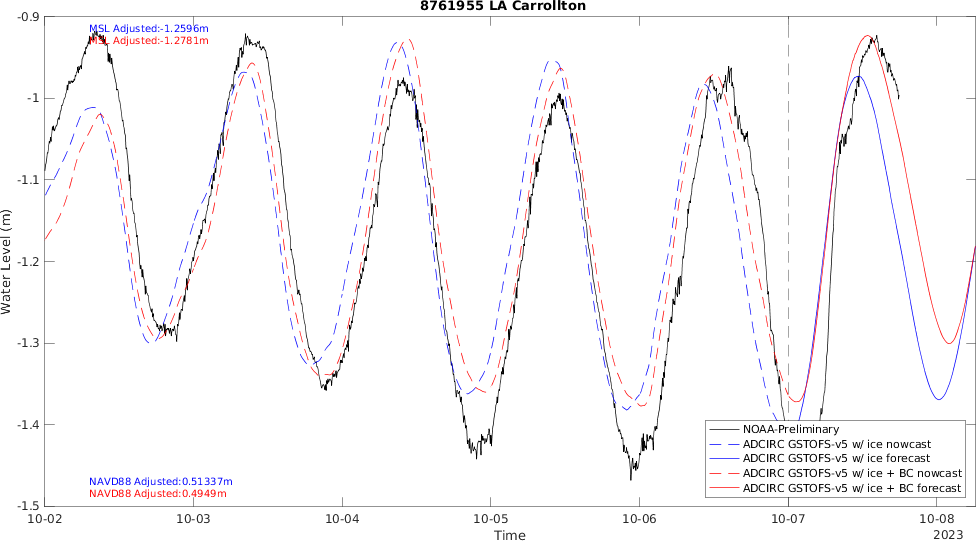 8761955 LA Carrollton
MSL Adjusted:-1.2596m
MSL Adjusted:-1.2781m
Water Level (m)
-0.9
-1
-1.1
-1.2
-1.3
-1.4
-1.5
NAVD88 Adjusted:0.51337m
NAVD88 Adjusted:0.4949m
NOAA-Preliminary
ADCIRC GSTOFS-v5 w/ ice nowcast
ADCIRC GSTOFS-v5 w/ ice forecast
ADCIRC GSTOFS-v5 w/ ice + BC nowcast
ADCIRC GSTOFS-v5 w/ ice + BC forecast
10-02 10-03 10-04 10-05 10-06 10-07 10-08
Time
2023